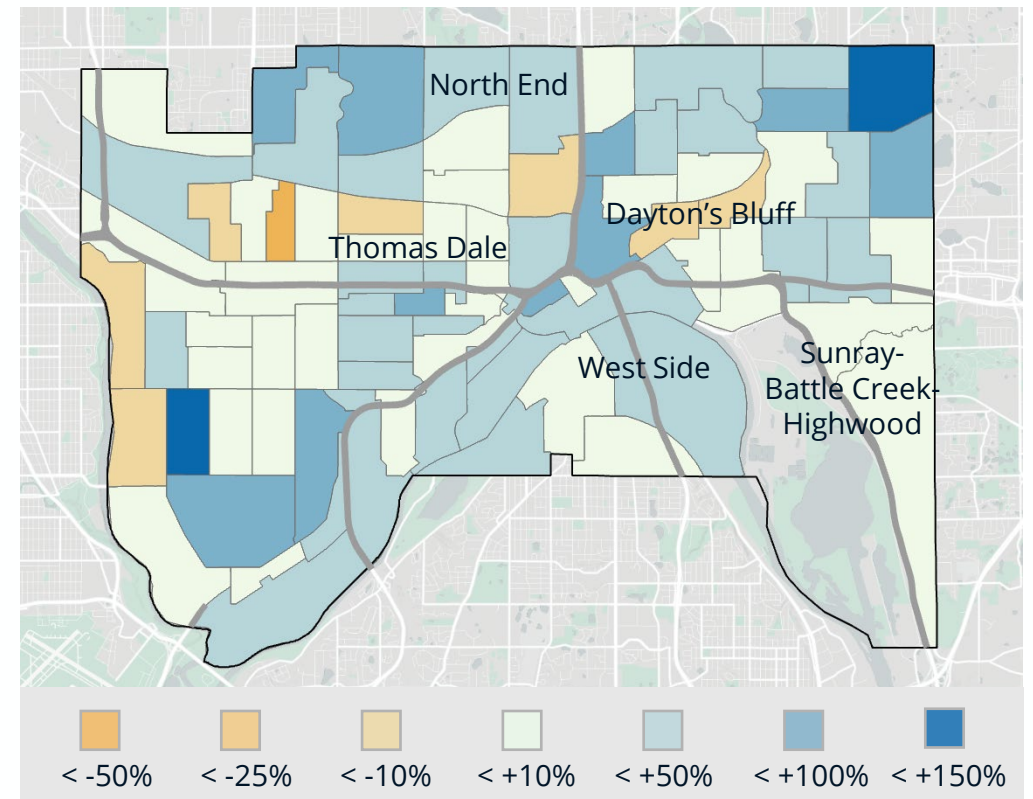 North End
Dayton’s Bluff
Thomas Dale
West Side
Sunray-
Battle Creek-
Highwood
< -50%
< -25%
< -10%
< +10%
< +50%
< +100%
< +150%